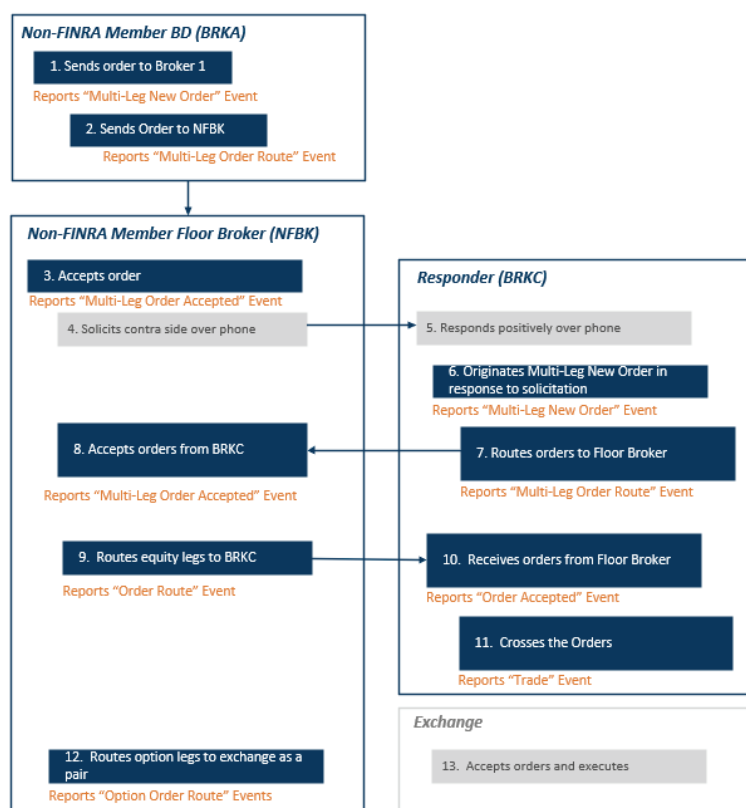 Non-FINRA Member BD (BRKA)
1. Sends order to Broker 1
Reports “Multi-Leg New Order” Event
2. Sends Order to NFBK
Reports “Multi-Leg Order Route” Event
Non-FINRA Member Floor Broker (NFBK)
3. Accepts order
Reports “Multi-Leg Order Accepted” Event
4. Solicits contra side over phone
Responder (BRKC)
5. Responds positively over phone
6. Originates Multi-Leg New Order in
response to solicitation
Reports “Multi-Leg New Order” Event
7. Routes orders to Floor Broker
Reports “Multi-Leg Order Route” Event
8. Accepts orders from BRKC
Reports “Multi-Leg Order Accepted” Event
9. Routes equity legs to BRKC
Reports “Order Route” Event
10. Receives orders from Floor Broker
Reports “Order Accepted” Event
11. Crosses the Orders
Reports “Trade” Event
12. Routes option legs to exchange as a
pair
Reports “Option Order Route” Events
Exchange
13. Accepts orders and executes